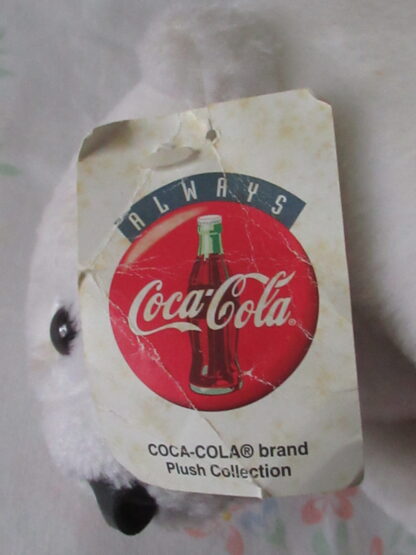 ALWAYS
Coca-Cola®
COCA-COLA® brand
Plush Collection